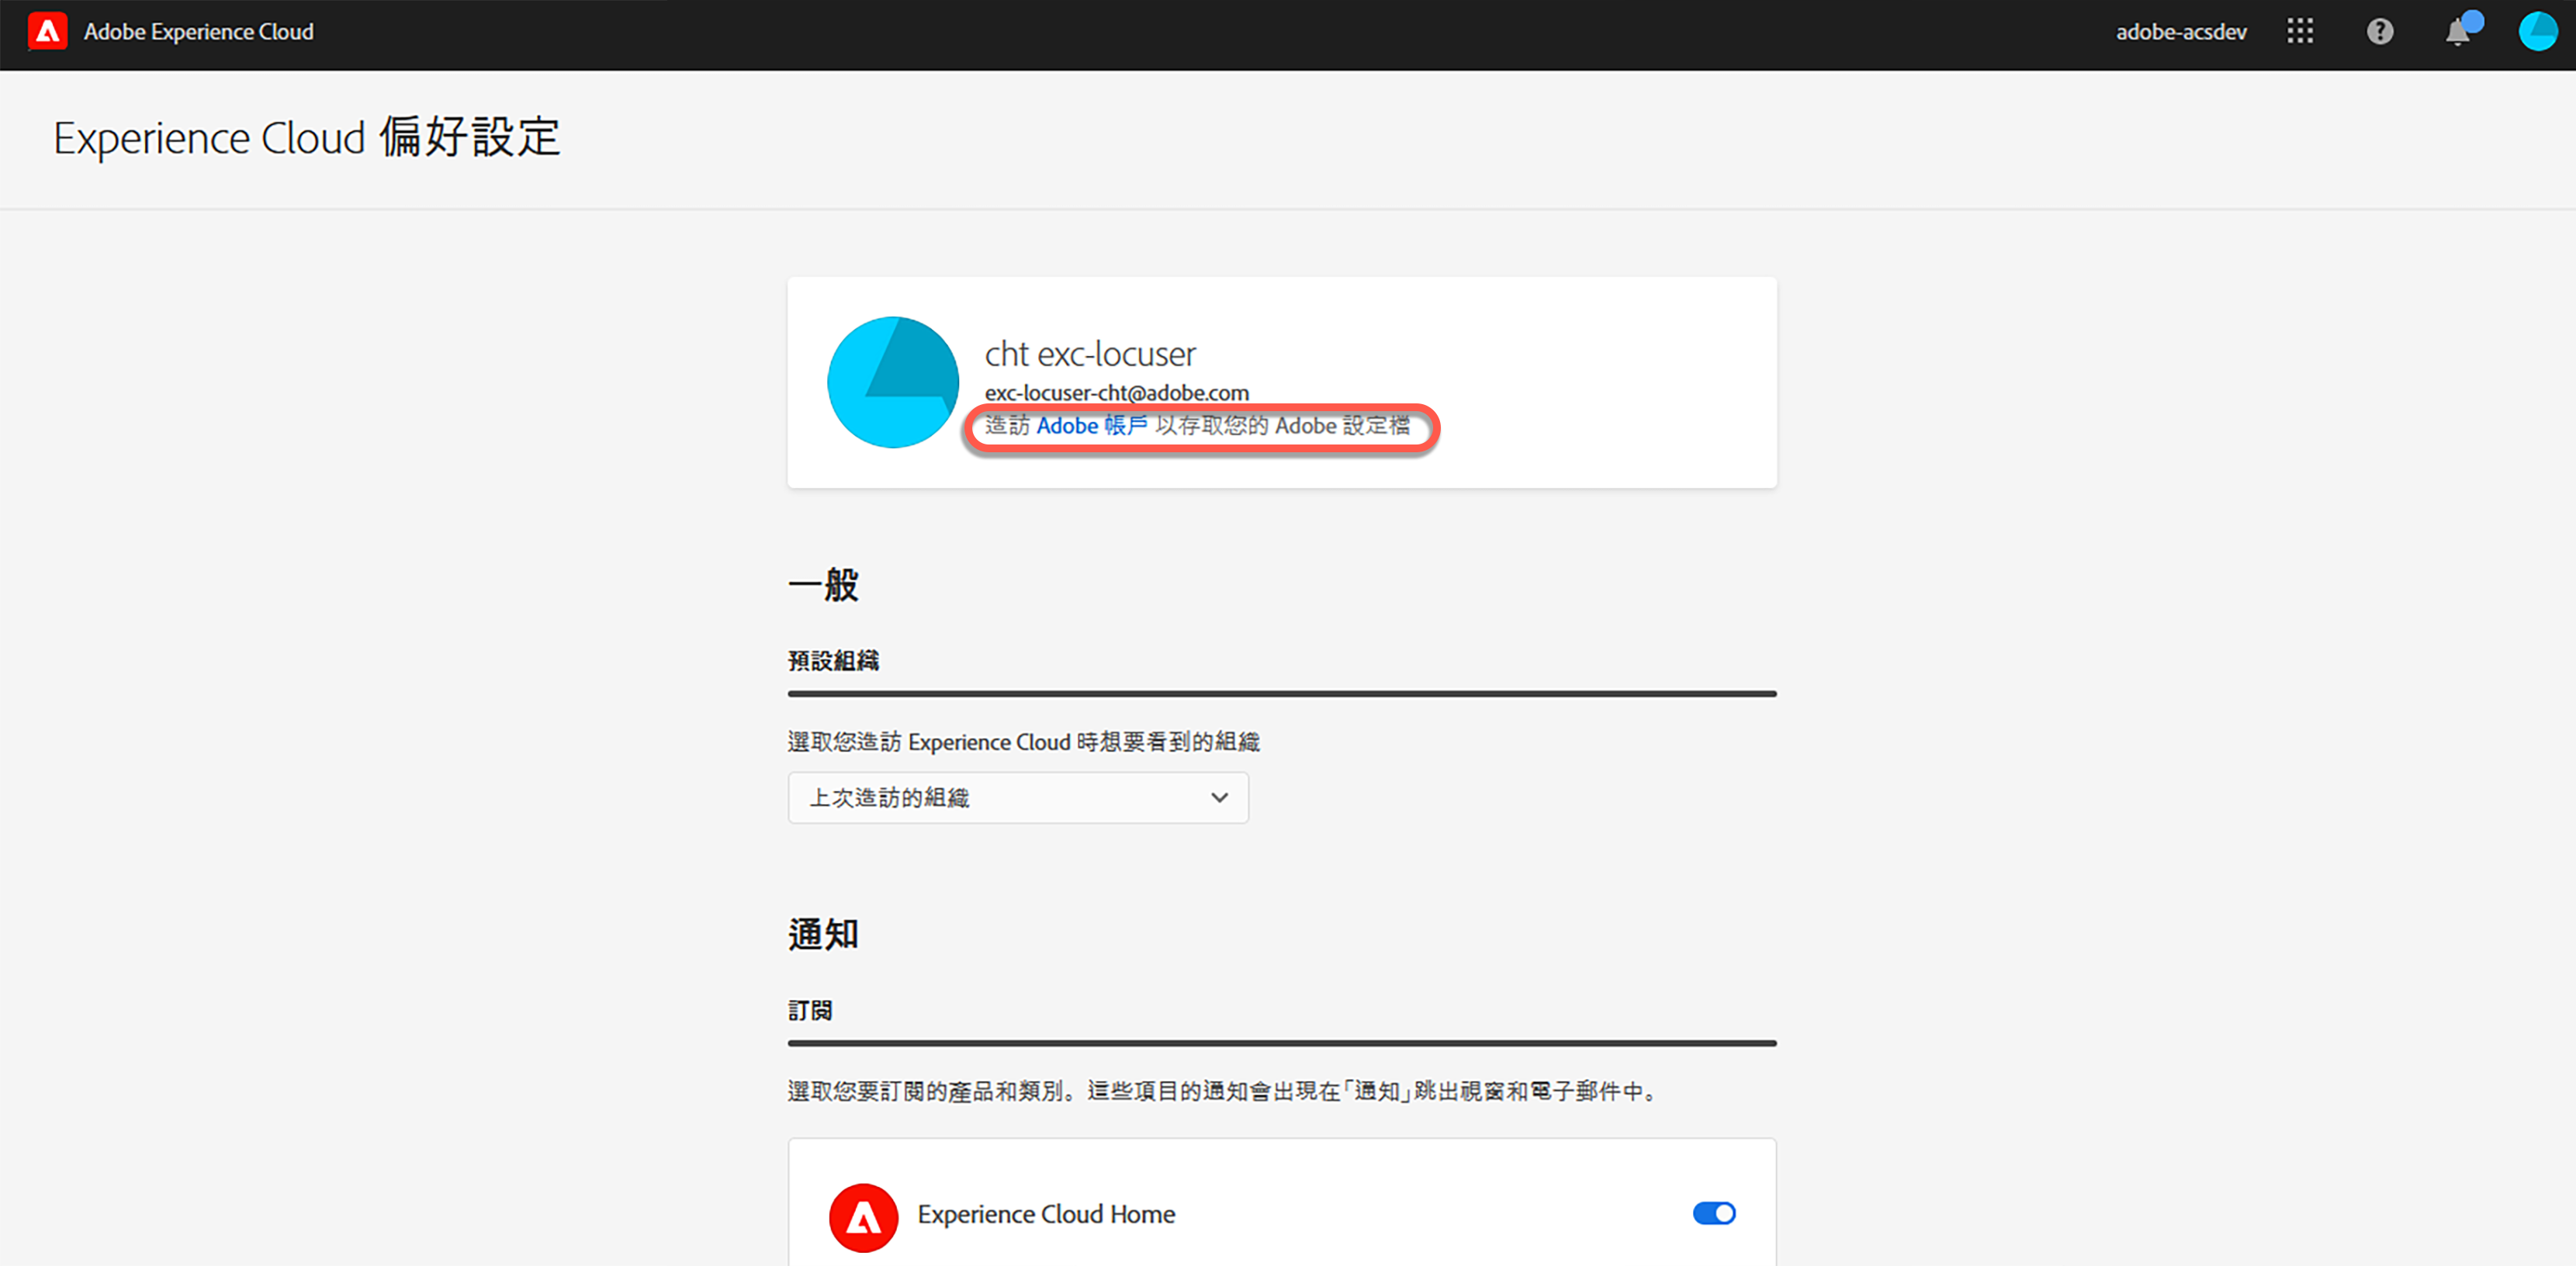 Adobe Experience Cloud
adobe-acsdev
Experience Cloud 偏好設定
cht exc-locuser
exc-locuser-cht@adobe.com
造訪 Adobe 帳戶 以存取您的 Adobe 設定檔
一般
預設組織
選取您造訪 Experience Cloud 時想要看到的組織
上次造訪的組織
通知
訂閱
選取您要訂閱的產品和類別。這些項目的通知會出現在「通知」跳出視窗和電子郵件中。
Experience Cloud Home